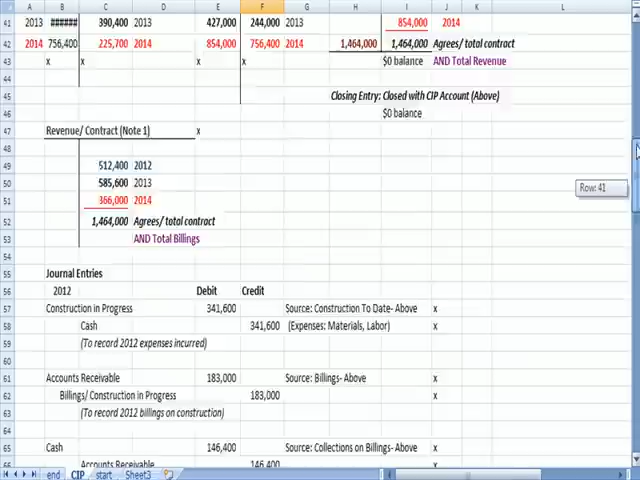 A B C D E F G H I J K L
41 2013 ###### 390,400 2013 427,000 244,000 2013 854,000 2014
42 2014 756,400 225,700 2014 854,000 756,400 2014 1,464,000 1,464,000 Agrees/ total contract
43 x x x x $0 balance AND Total Revenue
44
45 Closing Entry: Closed with CIP Account (Above)
46 $0 balance
47 Revenue/ Contract (Note 1) x
48
49 512,400 2012
50 585,600 2013
Row: 41
51 366,000 2014
52 1,464,000 Agrees/ total contract
53 AND Total Billings
54
55 Journal Entries
56 2012 Debit Credit
57 Construction in Progress 341,600 Source: Construction To Date- Above x
58 Cash 341,600 (Expenses: Materials, Labor) x
59 (To record 2012 expenses incurred)
60
61 Accounts Receivable 183,000 Source: Billings- Above x
62 Billings/ Construction in Progress 183,000 x
63 (To record 2012 billings on construction)
64
65 Cash 146,400 Source: Collections on Billings- Above x
66 Accounts Receivable 146,400 x
end CIP start Sheet3